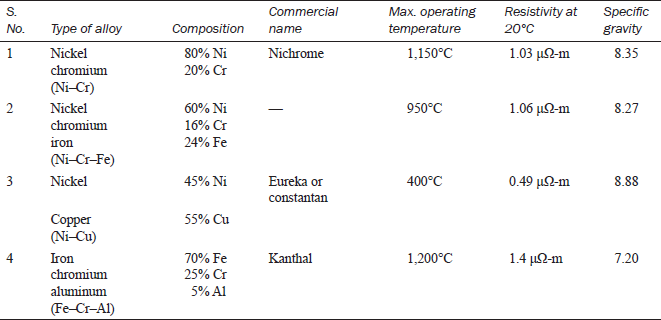 S. No. Type of alloy Composition Commercial name Max. operating temperature Resistivity at 20°C Specific gravity
1 Nickel chromium (Ni–Cr) 80% Ni 20% Cr Nichrome 1,150°C 1.03 μΩ-m 8.35
2 Nickel chromium iron (Ni–Cr–Fe) 60% Ni 16% Cr 24% Fe — 950°C 1.06 μΩ-m 8.27
3 Nickel Copper (Ni–Cu) 45% Ni 55% Cu Eureka or constantan 400°C 0.49 μΩ-m 8.88
4 Iron chromium aluminum (Fe–Cr–Al) 70% Fe 25% Cr 5% Al Kanthal 1,200°C 1.4 μΩ-m 7.20